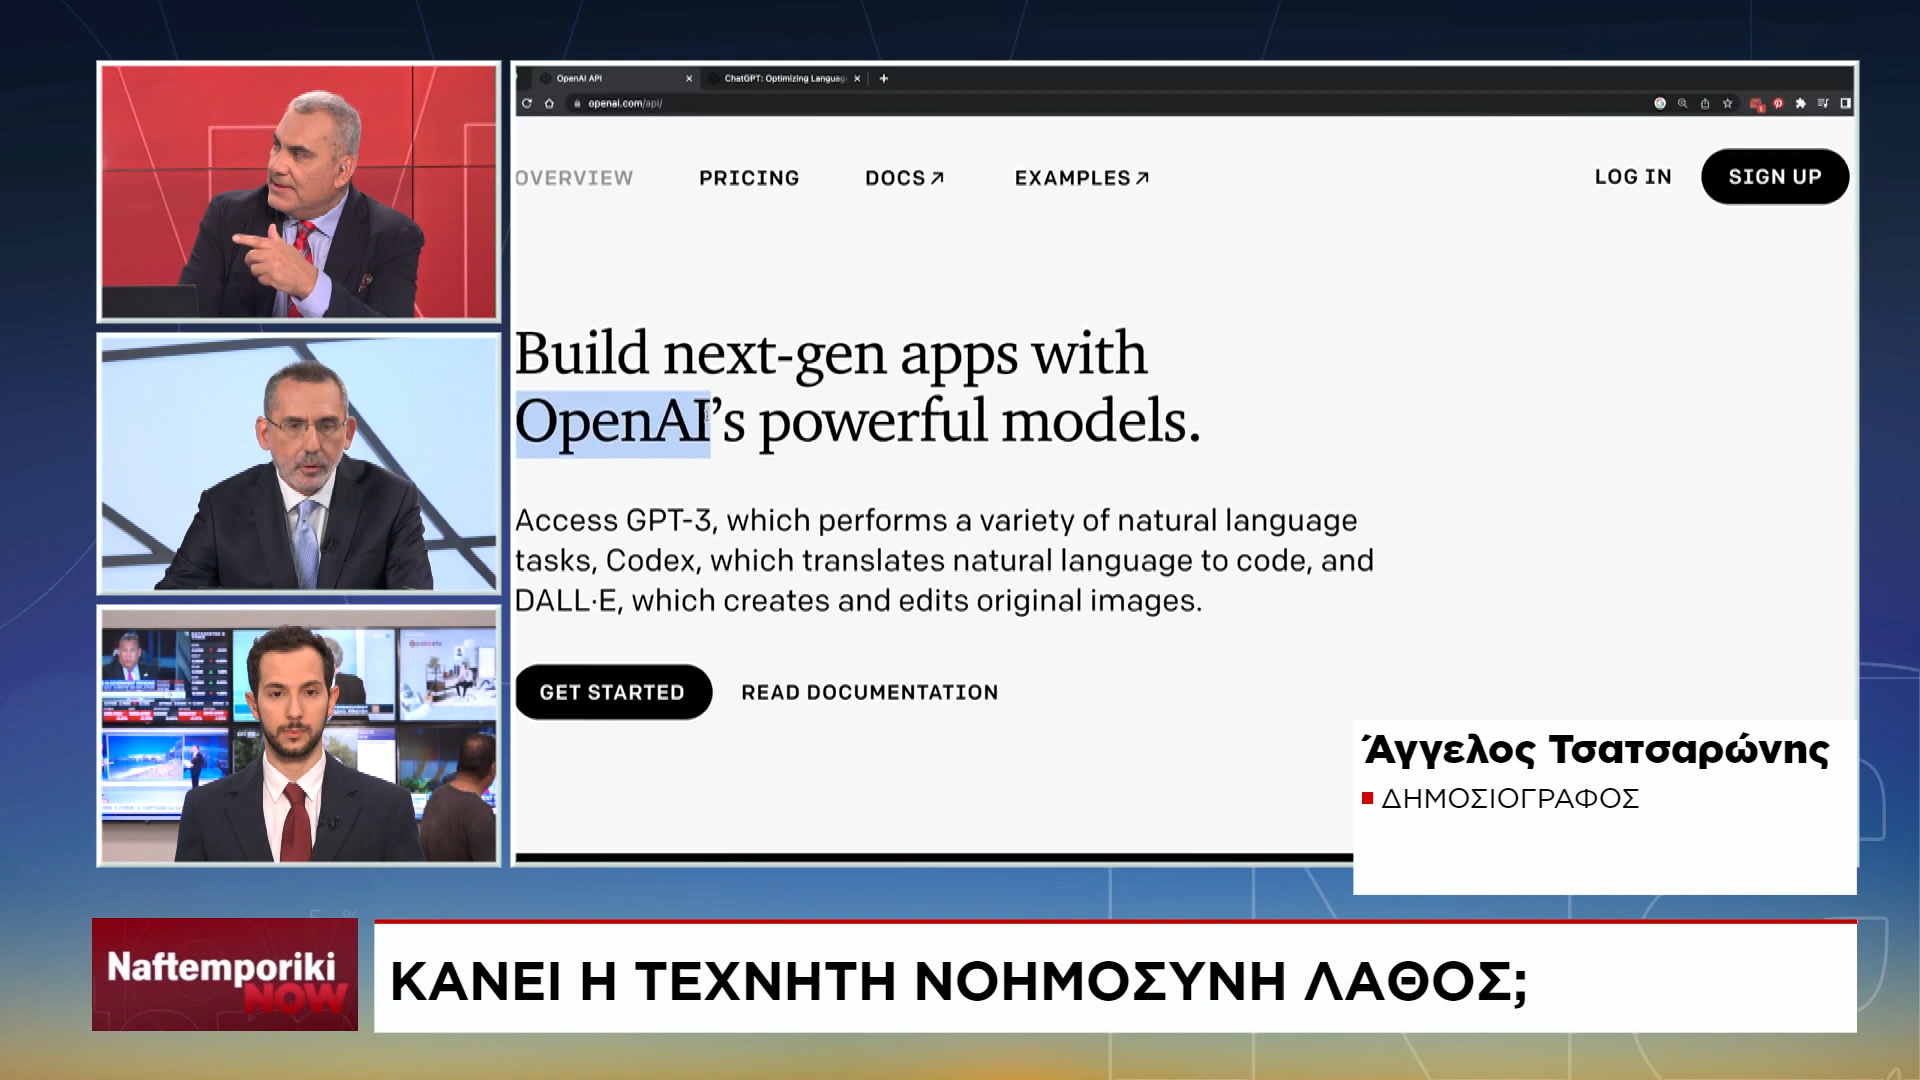 OpenAI API
ChatGPT: Optimizing Languag
openai.com/api/
OVERVIEW
PRICING
DOCS↗
EXAMPLES↗
LOG IN
SIGN UP
Build next-gen apps with
OpenAI’s powerful models.
Access GPT-3, which performs a variety of natural language
tasks, Codex, which translates natural language to code, and
DALL·E, which creates and edits original images.
GET STARTED
READ DOCUMENTATION
Άγγελος Τσατσαρώνης
ΔΗΜΟΣΙΟΓΡΑΦΟΣ
Naftemporiki
NOW
ΚΑΝΕΙ Η ΤΕΧΝΗΤΗ ΝΟΗΜΟΣΥΝΗ ΛΑΘΟΣ;